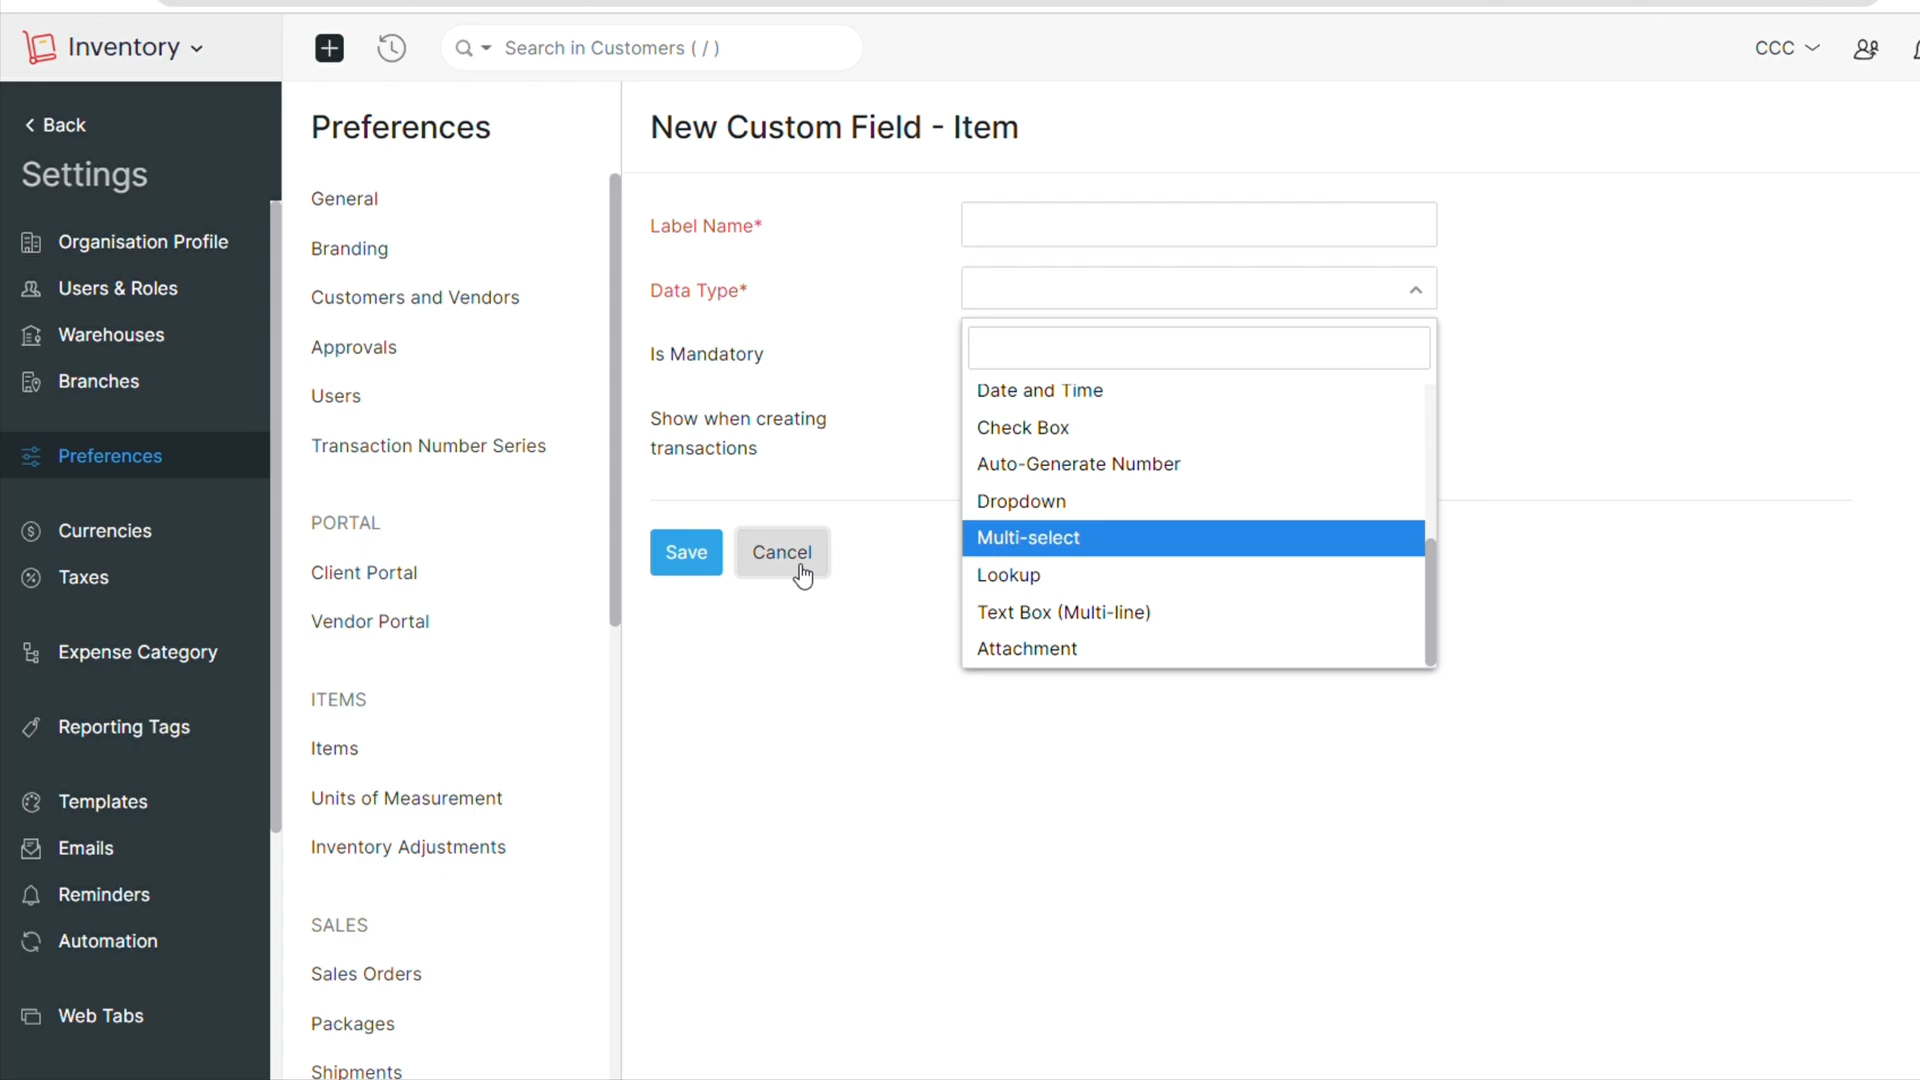 Inventory
Search in Customers ( / )
CCC
Back
Settings
Organisation Profile
Users & Roles
Warehouses
Branches
Preferences
Currencies
Taxes
Expense Category
Reporting Tags
Templates
Emails
Reminders
Automation
Web Tabs
Preferences
General
Branding
Customers and Vendors
Approvals
Users
Transaction Number Series
PORTAL
Client Portal
Vendor Portal
ITEMS
Items
Units of Measurement
Inventory Adjustments
SALES
Sales Orders
Packages
Shipments
New Custom Field - Item
Label Name*
Data Type*
Is Mandatory
Show when creating
transactions
Date and Time
Check Box
Auto-Generate Number
Dropdown
Multi-select
Lookup
Text Box (Multi-line)
Attachment
Save
Cancel